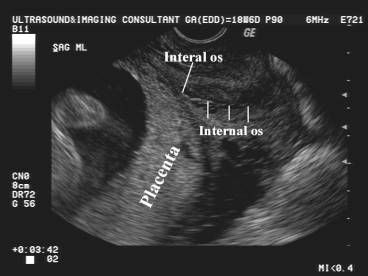 ULTRASOUND&IMAGING CONSULTANT GA(EDD)=18W6D P90 6MHz E721
B11
GE
SAG ML
Interal os
Internal os
Placenta
CN0
8cm
DR72
G 56
+0:03:42
02
MI<0.4